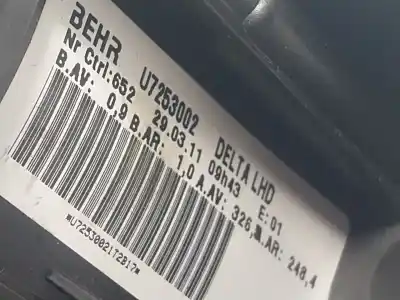 BEHR U7253002 DELTA LHD
Nr Ctrl:652 29.03.11 09h43 E:01
B.AV: 0,9 B.AR: 1,0 A.AV: 326,M.AR: 248,4
*U7253002172817*